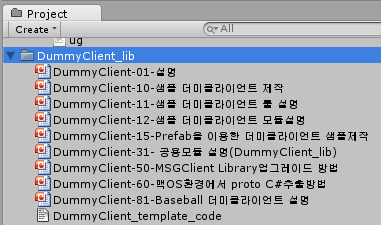 Project
Create
All
ug
DummyClient_lib
DummyClient-01-설명
DummyClient-10-샘플 더미클라이언트 제작
DummyClient-11-샘플 더미클라이언트 툴 설명
DummyClient-12-샘플 더미클라이언트 모듈설명
DummyClient-15-Prefab을 이용한 더미클라이언트 샘플제작
DummyClient-31- 공용모듈 설명(DummyClient_lib)
DummyClient-50-MSGClient Library업그레이드 방법
DummyClient-60-맥OS환경에서 proto C#추출방법
DummyClient-81-Baseball 더미클라이언트 설명
DummyClient_template_code